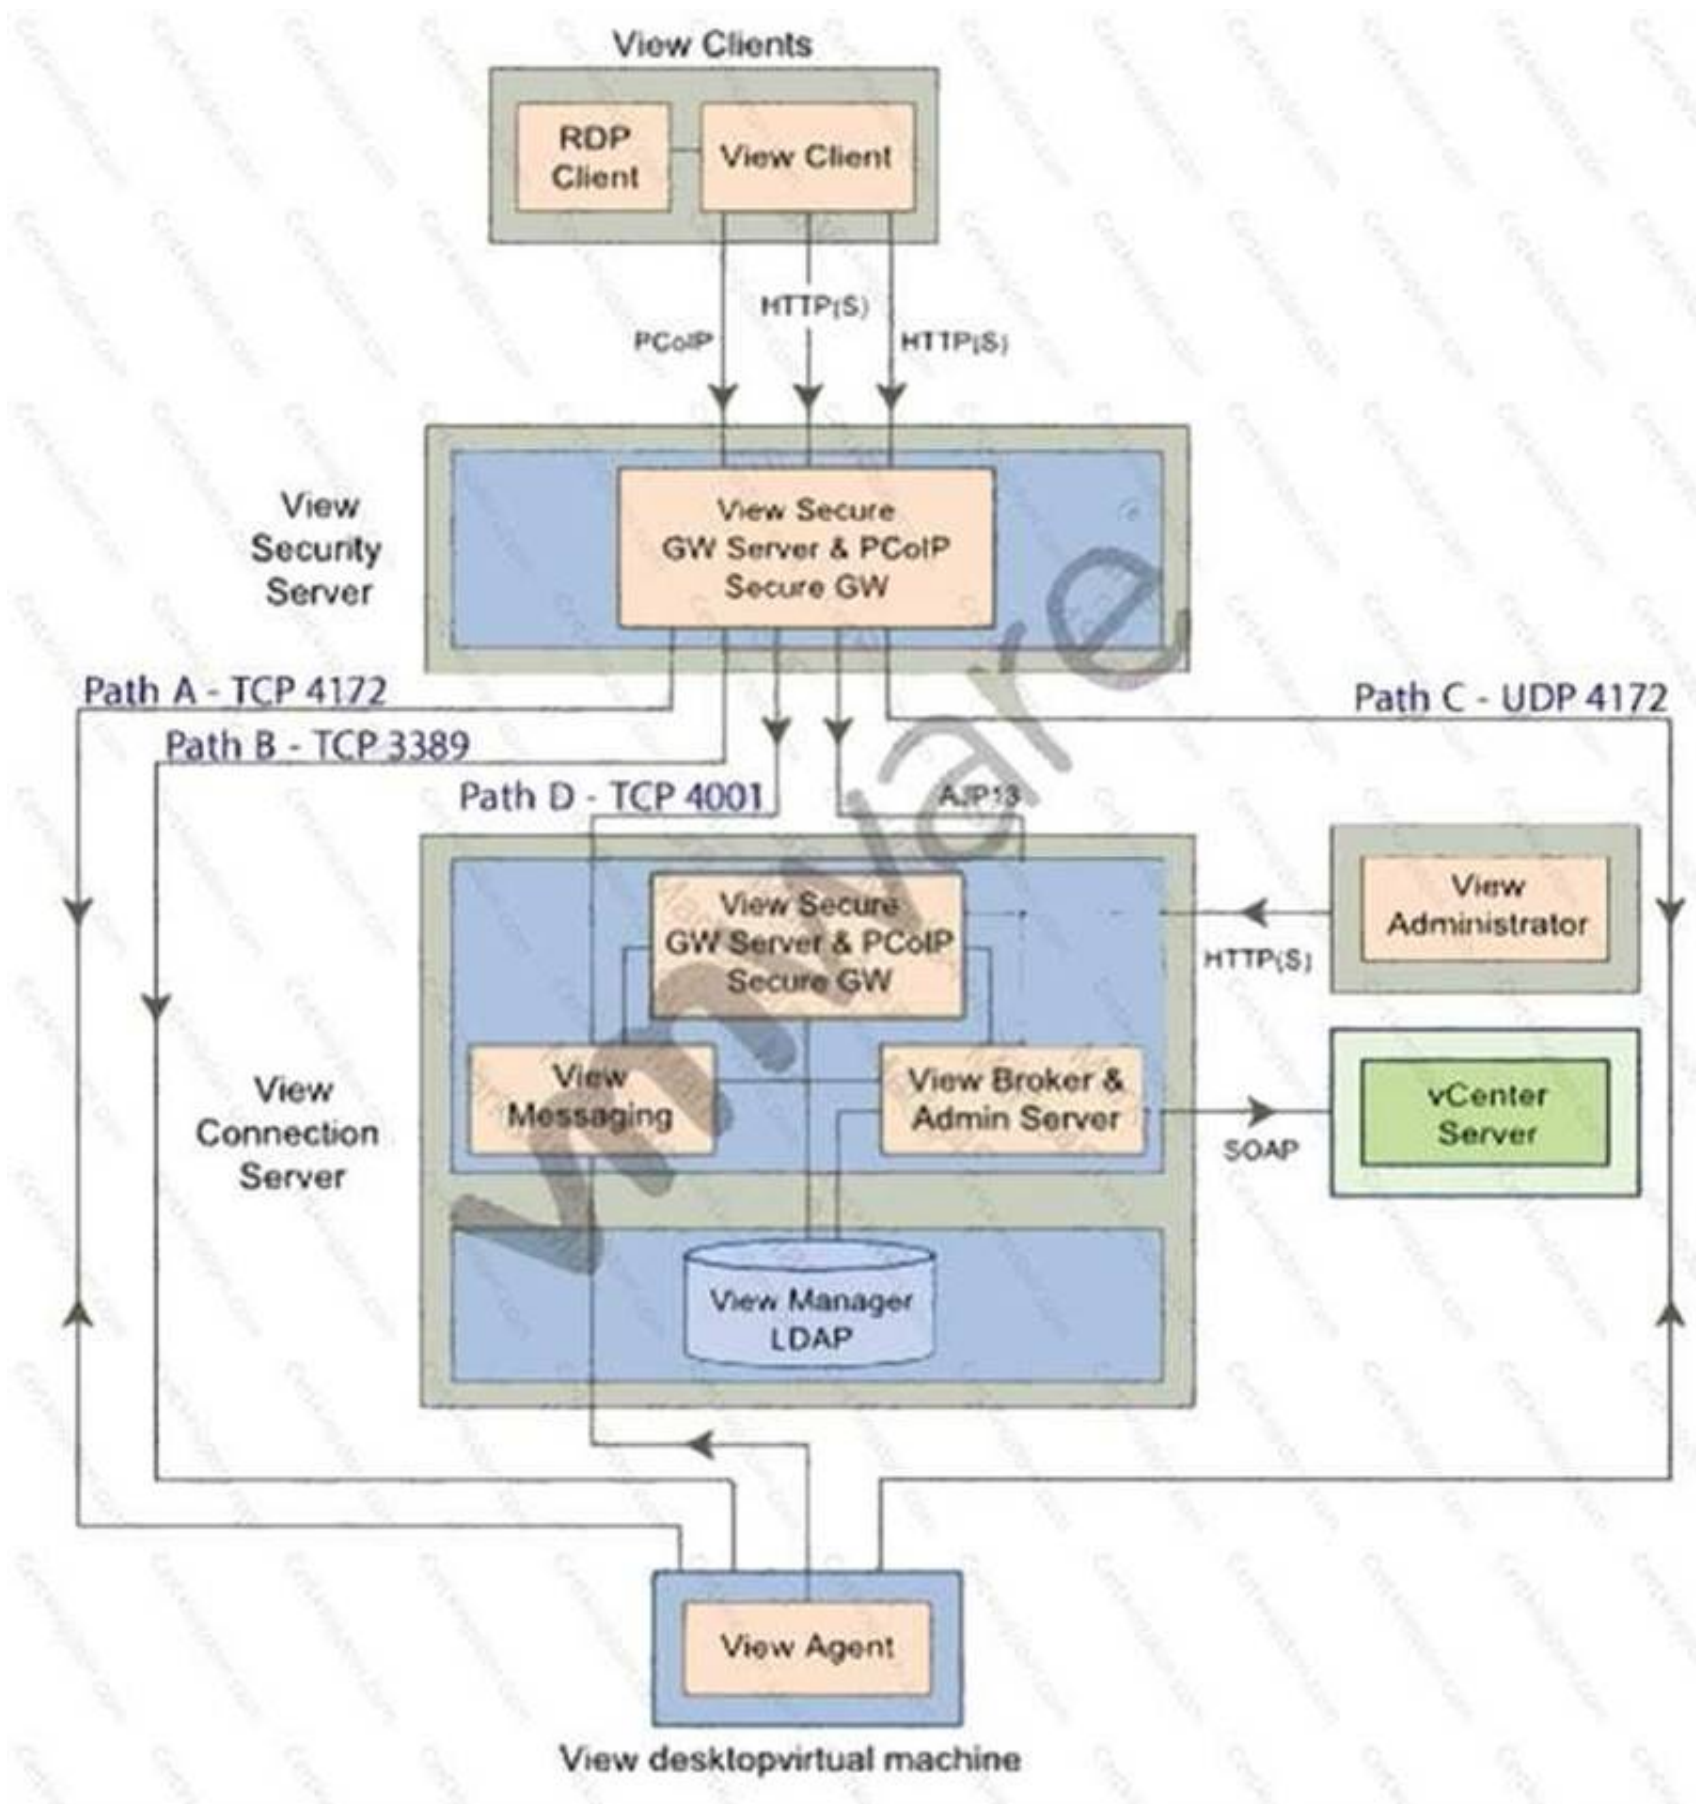 View Clients
RDP
Client
View Client
HTTP(S)
PCoIP
HTTP(S)
View
Security
Server
View Secure
GW Server & PCoIP
Secure GW
Path A - TCP 4172
Path C - UDP 4172
Path B - TCP 3389
Path D - TCP 4001
AJP13
View Secure
GW Server & PCoIP
Secure GW
View
Administrator
HTTP(S)
View
Connection
Server
View
Messaging
View Broker &
Admin Server
SOAP
vCenter
Server
View Manager
LDAP
View Agent
View desktopvirtual machine
vmware
certkingdom.com